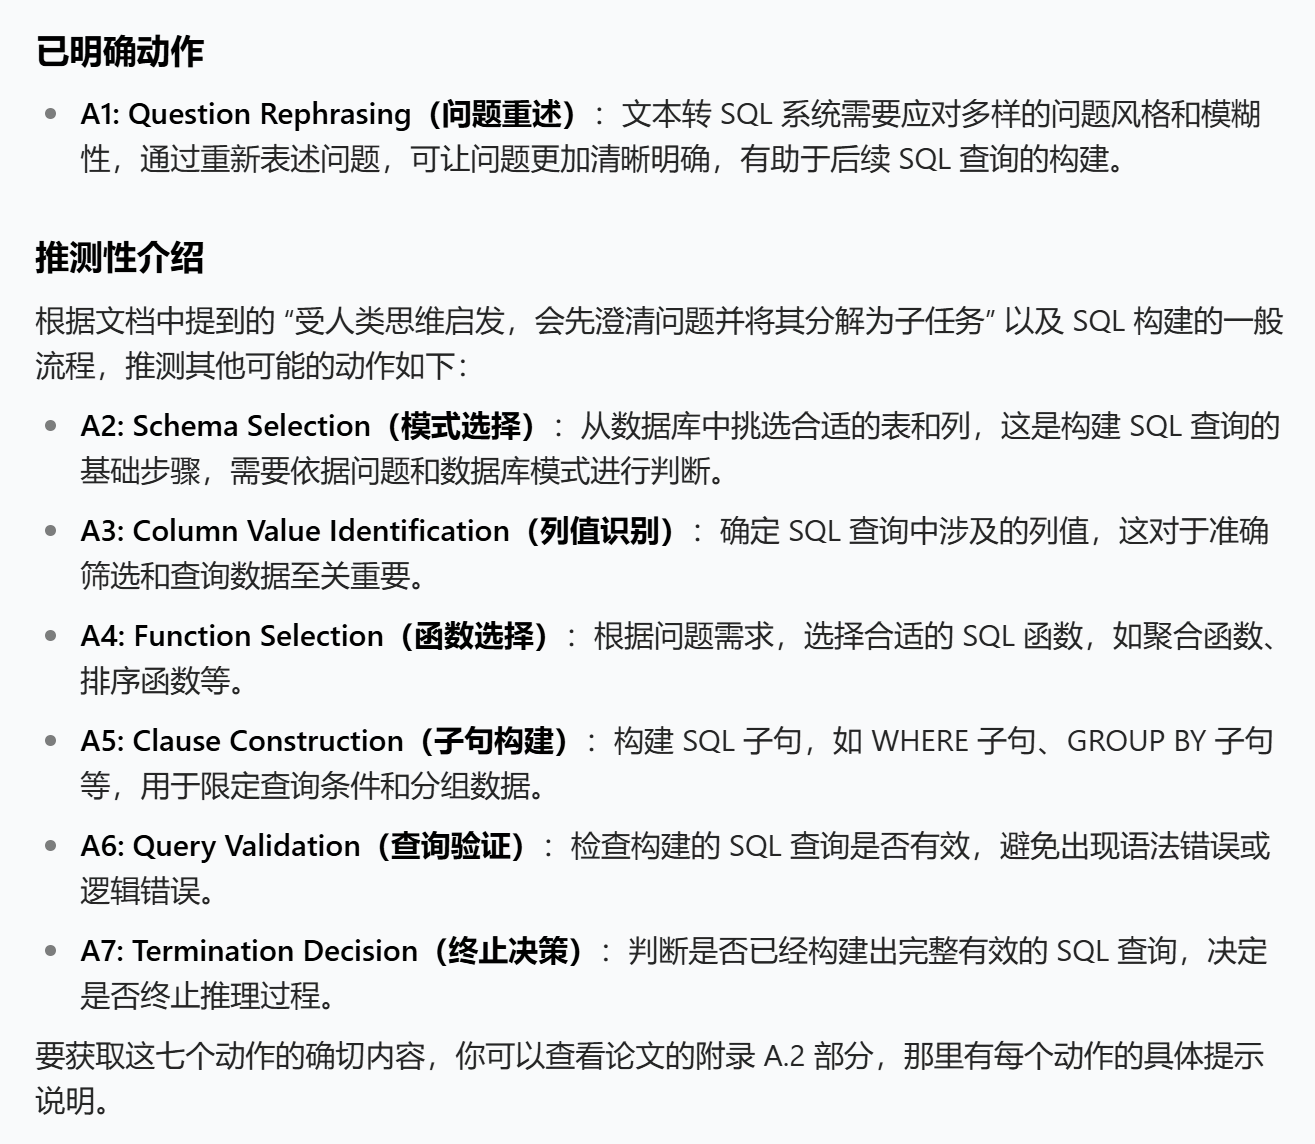 已明确动作
A1: Question Rephrasing（问题重述）：文本转 SQL 系统需要应对多样的问题风格和模糊
性，通过重新表述问题，可让问题更加清晰明确，有助于后续 SQL 查询的构建。
推测性介绍
根据文档中提到的 “受人类思维启发，会先澄清问题并将其分解为子任务” 以及 SQL 构建的一般
流程，推测其他可能的动作如下：
A2: Schema Selection（模式选择）：从数据库中挑选合适的表和列，这是构建 SQL 查询的
基础步骤，需要依据问题和数据库模式进行判断。
A3: Column Value Identification（列值识别）：确定 SQL 查询中涉及的列值，这对于准确
筛选和查询数据至关重要。
A4: Function Selection（函数选择）：根据问题需求，选择合适的 SQL 函数，如聚合函数、
排序函数等。
A5: Clause Construction（子句构建）：构建 SQL 子句，如 WHERE 子句、GROUP BY 子句
等，用于限定查询条件和分组数据。
A6: Query Validation（查询验证）：检查构建的 SQL 查询是否有效，避免出现语法错误或
逻辑错误。
A7: Termination Decision（终止决策）：判断是否已经构建出完整有效的 SQL 查询，决定
是否终止推理过程。
要获取这七个动作的确切内容，你可以查看论文的附录 A.2 部分，那里有每个动作的具体提示
说明。